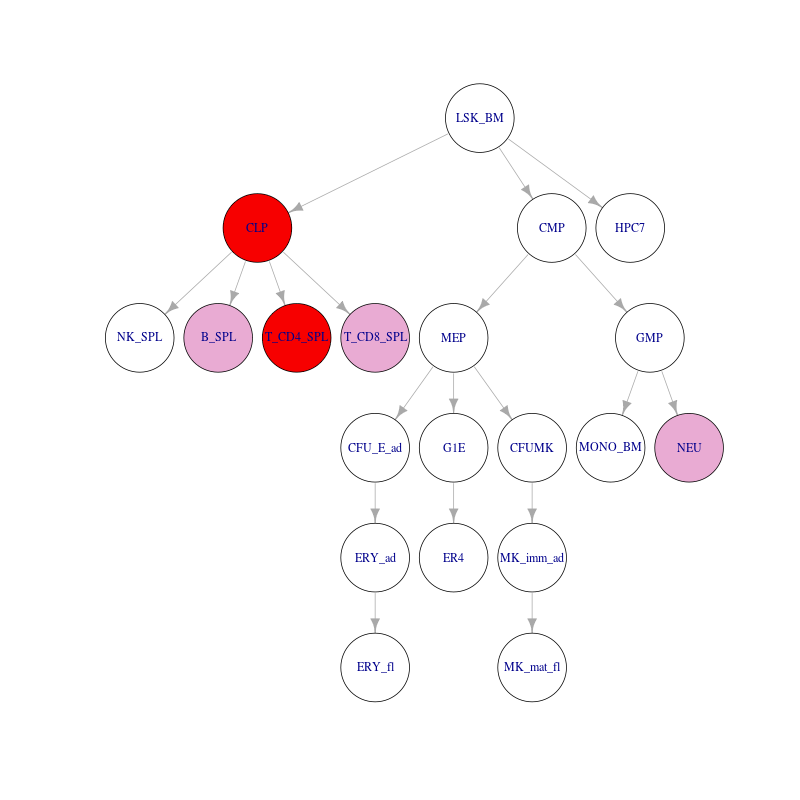 LSK_BM
CLP
CMP
HPC7
NK_SPL
B_SPL
T_CD4_SPL
T_CD8_SPL
MEP
GMP
CFU_E_ad
G1E
CFUMK
MONO_BM
NEU
ERY_ad
ER4
MK_imm_ad
ERY_fl
MK_mat_fl